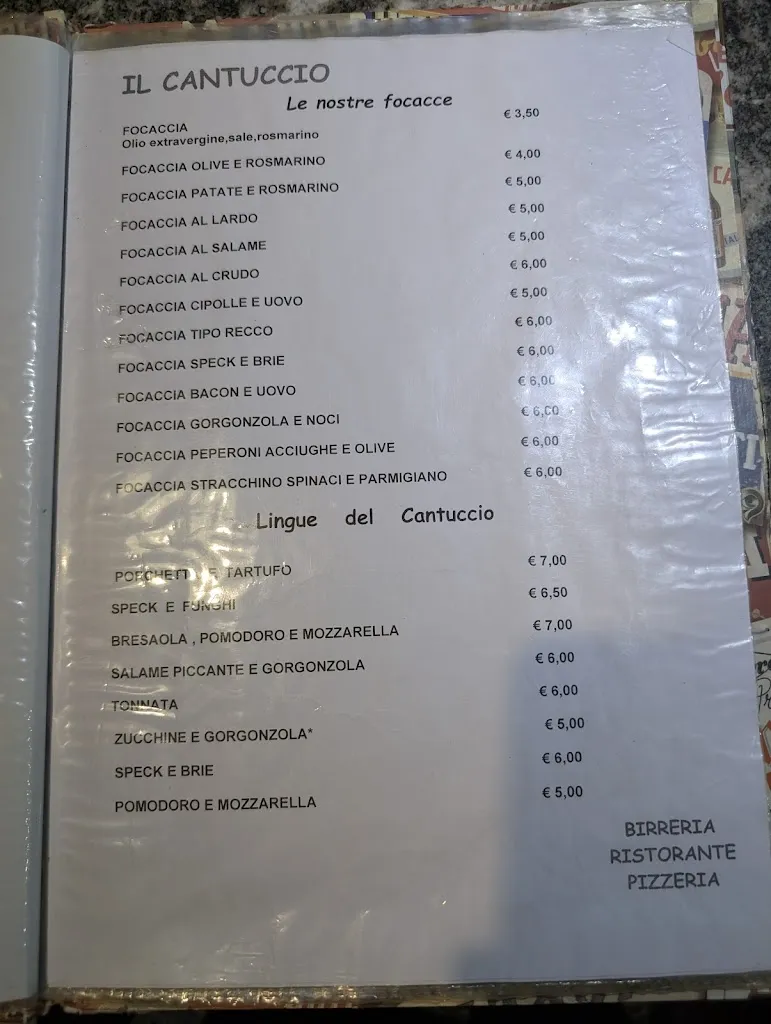 IL CANTUCCIO
Le nostre focacce
FOCACCIA € 3,50
Olio extravergine,sale,rosmarino
FOCACCIA OLIVE E ROSMARINO € 4,00
FOCACCIA PATATE E ROSMARINO € 5,00
FOCACCIA AL LARDO € 5,00
FOCACCIA AL SALAME € 5,00
FOCACCIA AL CRUDO € 6,00
FOCACCIA CIPOLLE E UOVO € 5,00
FOCACCIA TIPO RECCO € 6,00
FOCACCIA SPECK E BRIE € 6,00
FOCACCIA BACON E UOVO € 6,00
FOCACCIA GORGONZOLA E NOCI € 6,00
FOCACCIA PEPERONI ACCIUGHE E OLIVE € 6,00
FOCACCIA STRACCHINO SPINACI E PARMIGIANO € 6,00
Lingue del Cantuccio
PORCHETTA E TARTUFO € 7,00
SPECK E FUNGHI € 6,50
BRESAOLA , POMODORO E MOZZARELLA € 7,00
SALAME PICCANTE E GORGONZOLA € 6,00
TONNATA € 6,00
ZUCCHINE E GORGONZOLA* € 5,00
SPECK E BRIE € 6,00
POMODORO E MOZZARELLA € 5,00
BIRRERIA
RISTORANTE
PIZZERIA